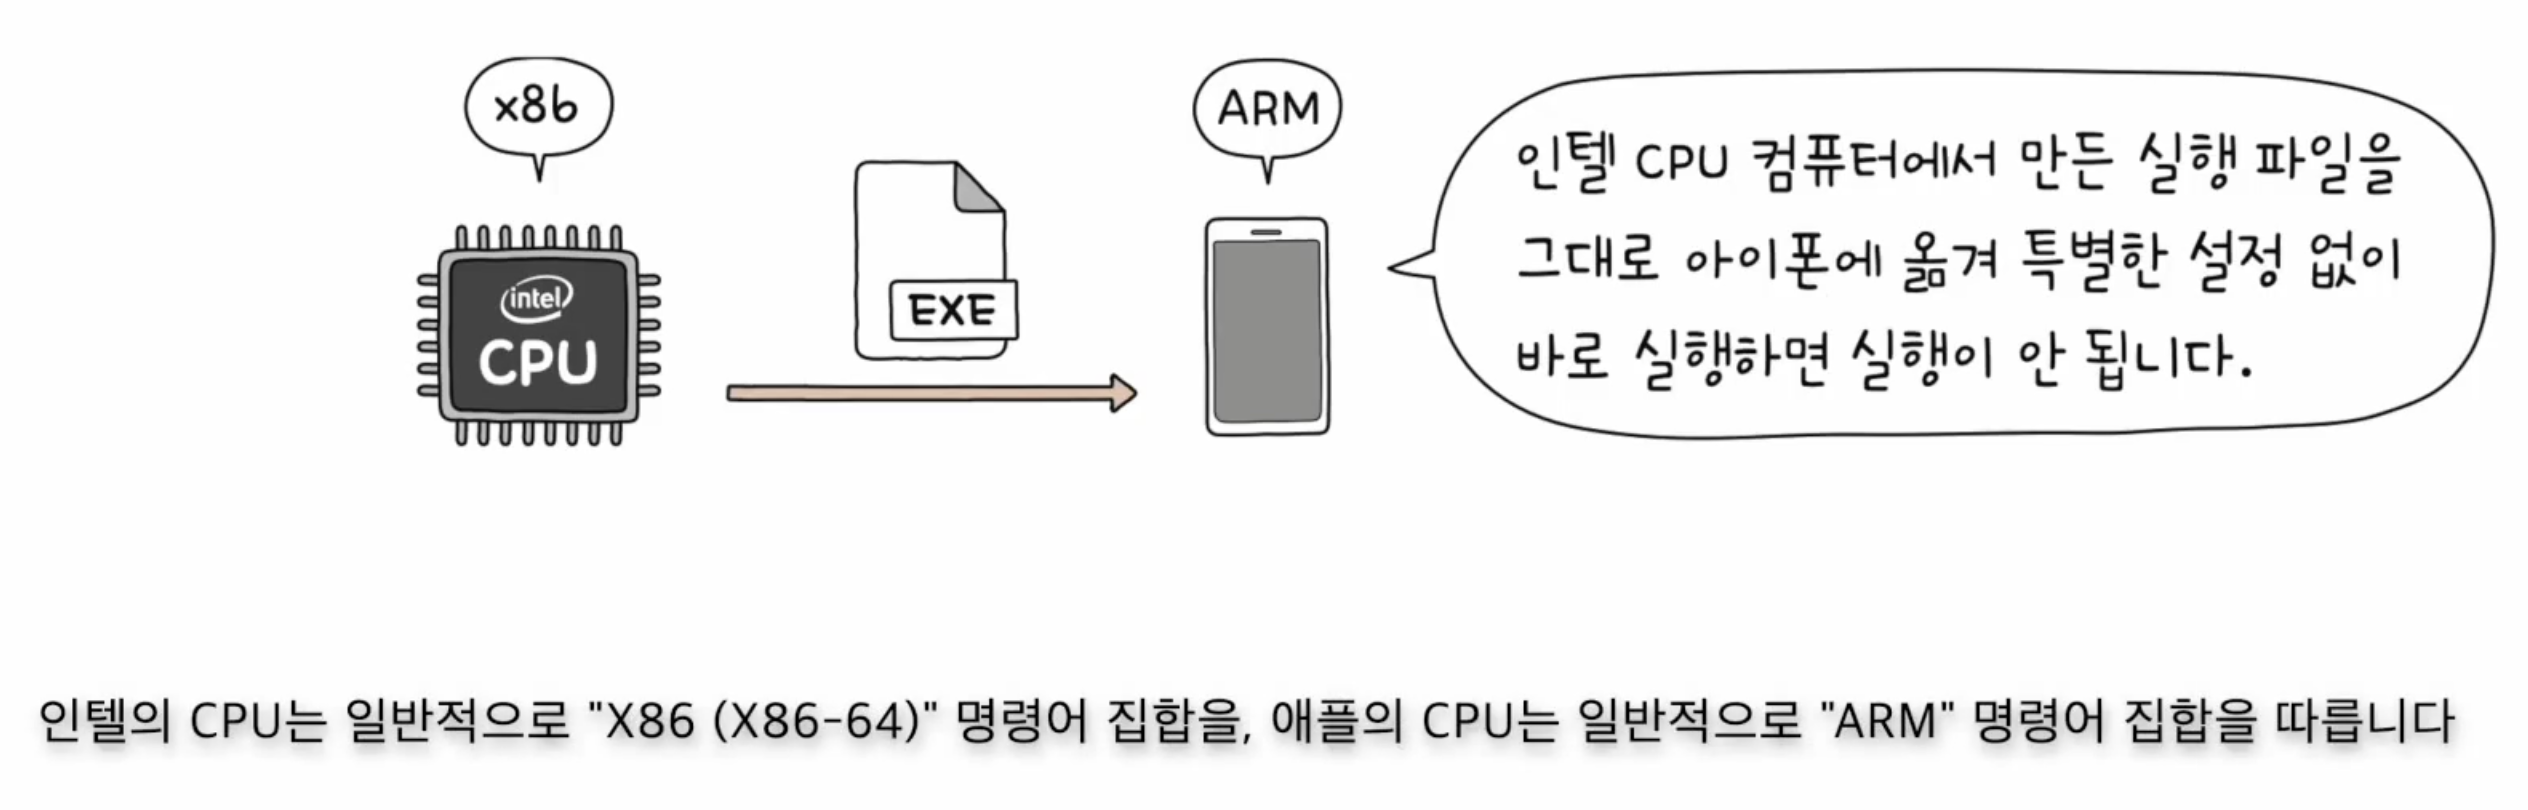 x86
ARM
인텔 CPU 컴퓨터에서 만든 실행 파일을
그대로 아이폰에 옮겨 특별한 설정 없이
바로 실행하면 실행이 안 됩니다.
EXE
intel
CPU
인텔의 CPU는 일반적으로 "X86 (X86-64)" 명령어 집합을, 애플의 CPU는 일반적으로 "ARM" 명령어 집합을 따릅니다